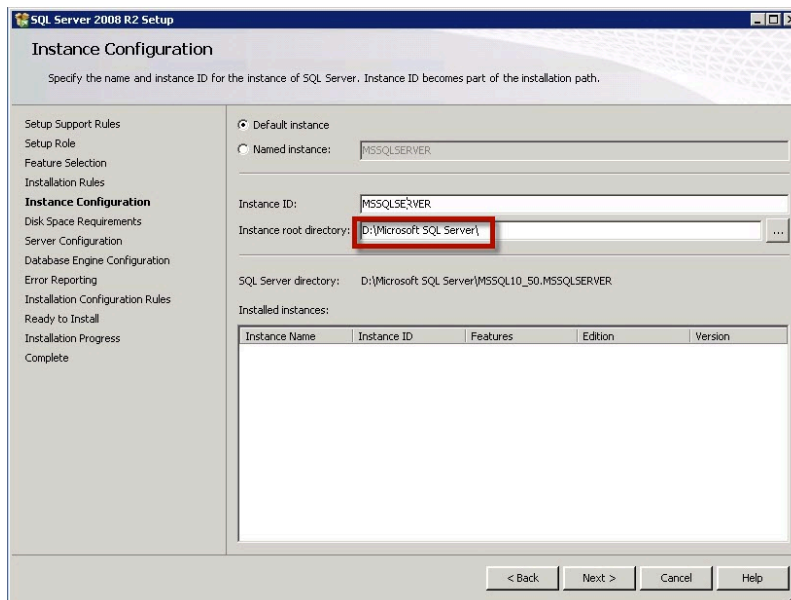 SQL Server 2008 R2 Setup
Instance Configuration
Specify the name and instance ID for the instance of SQL Server. Instance ID becomes part of the installation path.
Setup Support Rules
Setup Role
Feature Selection
Installation Rules
Instance Configuration
Disk Space Requirements
Server Configuration
Database Engine Configuration
Error Reporting
Installation Configuration Rules
Ready to Install
Installation Progress
Complete
Default instance
Named instance: MSSQLSERVER
Instance ID: MSSQLSERVER
Instance root directory: D:\Microsoft SQL Server\ ...
SQL Server directory: D:\Microsoft SQL Server\MSSQL10_50.MSSQLSERVER
Installed instances:
Instance Name Instance ID Features Edition Version
< Back Next > Cancel Help